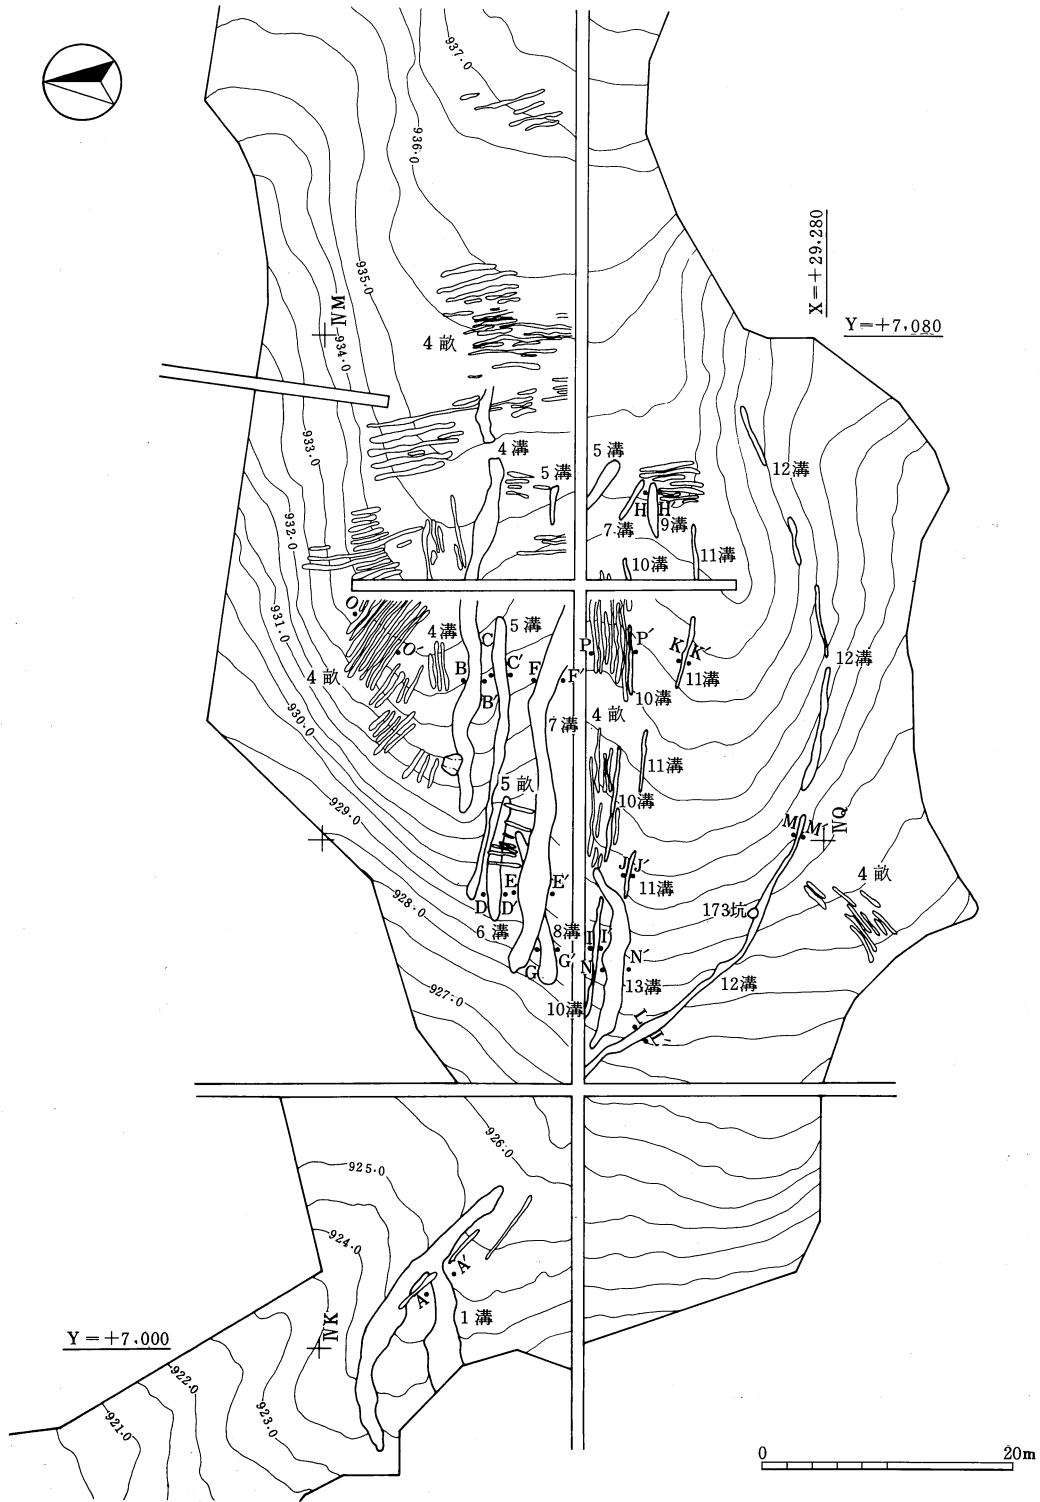 937.0
936.0
X=+29,280
935.0
ⅣM
Y=+7,080
4畝
934.0
933.0
4溝
5溝
5溝
12溝
H
H´
7溝
9溝
932.0
11溝
10溝
O
931.0
O´
4溝
C
5溝
P
P´
K
K´
12溝
4畝
B
C´
F
F´
11溝
B´
10溝
930.0
7溝
4畝
11溝
5畝
10溝
929.0
M
M´
ⅣQ
J
J´
4畝
E
E´
11溝
928.0
D
D´
173坑
6溝
8溝
I
I´
G
G´
N
N´
12溝
927.0
13溝
10溝
L
L´
926.0
925.0
924.0
A´
A
1溝
ⅣK
Y=+7,000
922.0
923.0
921.0
0
20m